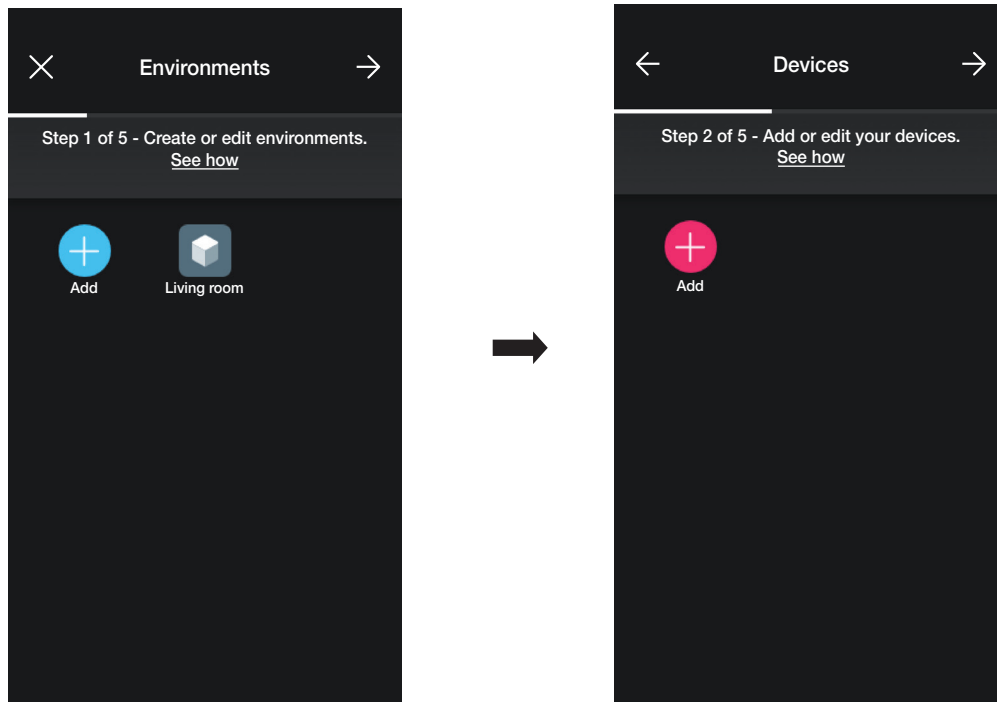 Environments
Step 1 of 5 - Create or edit environments.
See how
Add
Living room
Devices
Step 2 of 5 - Add or edit your devices.
See how
Add